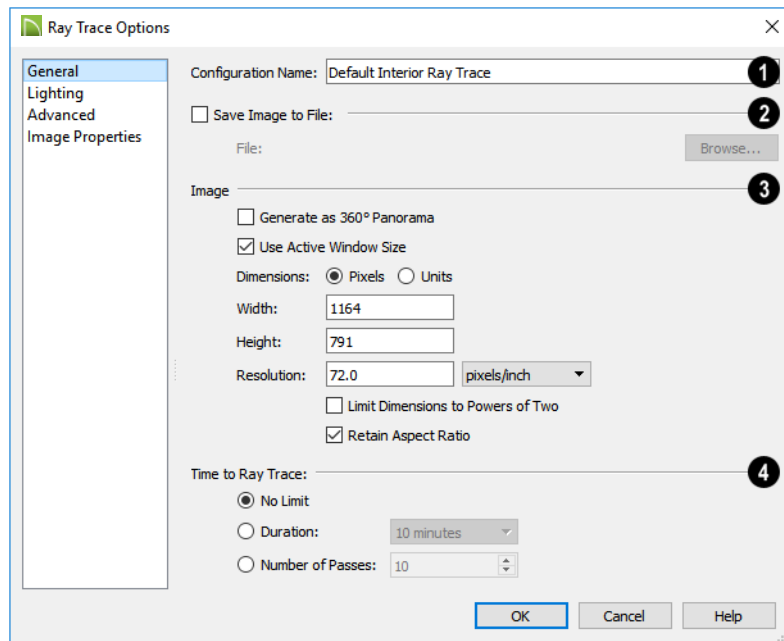 Ray Trace Options
General
Lighting
Advanced
Image Properties
Configuration Name: Default Interior Ray Trace 1
Save Image to File: 2
File: Browse...
Image 3
Generate as 360° Panorama
Use Active Window Size
Dimensions: Pixels Units
Width: 1164
Height: 791
Resolution: 72.0 pixels/inch
Limit Dimensions to Powers of Two
Retain Aspect Ratio
Time to Ray Trace: 4
No Limit
Duration: 10 minutes
Number of Passes: 10
OK Cancel Help